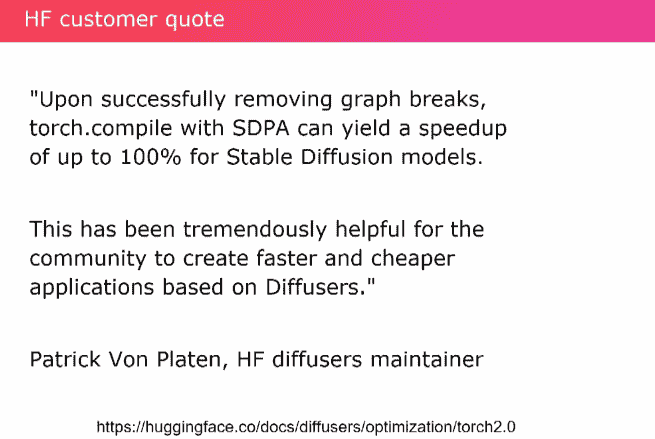 HF customer quote
"Upon successfully removing graph breaks,
torch.compile with SDPA can yield a speedup
of up to 100% for Stable Diffusion models.
This has been tremendously helpful for the
community to create faster and cheaper
applications based on Diffusers."
Patrick Von Platen, HF diffusers maintainer
https://huggingface.co/docs/diffusers/optimization/torch2.0